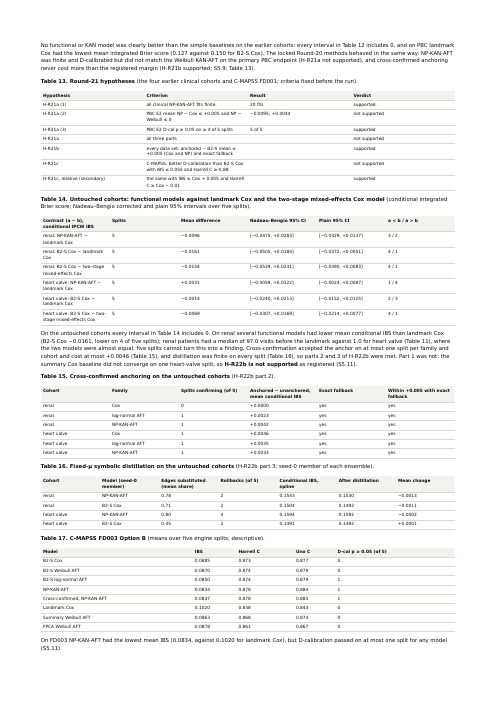 No functional or KAN model was clearly better than the simple baselines on the earlier cohorts: every interval in Table 12 includes 0, and on PBC landmark
Cox had the lowest mean integrated Brier score (0.127 against 0.150 for B2-S Cox). The locked Round-20 methods behaved in the same way: NP-KAN-AFT
was finite and D-calibrated but did not match the Weibull KAN-AFT on the primary PBC endpoint (H-R21a not supported), and cross-confirmed anchoring
never cost more than the registered margin (H-R21b supported; S5.9; Table 13).
Table 13. Round-21 hypotheses (the four earlier clinical cohorts and C-MAPSS FD001; criteria fixed before the run).
Hypothesis Criterion Result Verdict
H-R21a (1) all clinical NP-KAN-AFT fits finite 20 fits supported
H-R21a (2) PBC E2 mean NP − Cox ≤ +0.005 and NP − Weibull ≤ 0 −0.0095; +0.0044 not supported
H-R21a (3) PBC E2 D-cal p ≥ 0.05 on ≥ 4 of 5 splits 5 of 5 supported
H-R21a all three parts not supported
H-R21b every data set: anchored − B2-S mean ≤ +0.005 (Cox and NP) and exact fallback supported
H-R21c C-MAPSS: better D-calibration than B2-S Cox with IBS ≤ 0.055 and Harrell C ≥ 0.88 not supported
H-R21c, relative (secondary) the same with IBS ≤ Cox + 0.005 and Harrell C ≥ Cox − 0.01 supported
Table 14. Untouched cohorts: functional models against landmark Cox and the two-stage mixed-effects Cox model (conditional integrated
Brier score; Nadeau–Bengio corrected and plain 95% intervals over five splits).
Contrast (a − b), conditional IPCW IBS Splits Mean difference Nadeau–Bengio 95% CI Plain 95% CI a < b / a > b
renal: NP-KAN-AFT − landmark Cox 5 −0.0096 [−0.0475, +0.0283] [−0.0329, +0.0137] 3 / 2
renal: B2-S Cox − landmark Cox 5 −0.0161 [−0.0505, +0.0184] [−0.0372, +0.0051] 4 / 1
renal: B2-S Cox − two-stage mixed-effects Cox 5 −0.0154 [−0.0539, +0.0231] [−0.0390, +0.0083] 4 / 1
heart valve: NP-KAN-AFT − landmark Cox 5 +0.0031 [−0.0059, +0.0122] [−0.0024, +0.0087] 1 / 4
heart valve: B2-S Cox − landmark Cox 5 −0.0014 [−0.0240, +0.0213] [−0.0152, +0.0125] 2 / 3
heart valve: B2-S Cox − two-stage mixed-effects Cox 5 −0.0069 [−0.0307, +0.0169] [−0.0214, +0.0077] 4 / 1
On the untouched cohorts every interval in Table 14 includes 0. On renal several functional models had lower mean conditional IBS than landmark Cox
(B2-S Cox −0.0161, lower on 4 of five splits; renal patients had a median of 97.0 visits before the landmark against 1.0 for heart valve (Table 11), where
the two models were almost equal; five splits cannot turn this into a finding. Cross-confirmation accepted the anchor on at most one split per family and
cohort and cost at most +0.0046 (Table 15), and distillation was finite on every split (Table 16), so parts 2 and 3 of H-R22b were met. Part 1 was not: the
summary Cox baseline did not converge on one heart-valve split, so H-R22b is not supported as registered (S5.11).
Table 15. Cross-confirmed anchoring on the untouched cohorts (H-R22b part 2).
Cohort Family Splits confirming (of 5) Anchored − unanchored, mean conditional IBS Exact fallback Within +0.005 with exact fallback
renal Cox 0 +0.0000 yes yes
renal log-normal AFT 1 +0.0023 yes yes
renal NP-KAN-AFT 1 +0.0042 yes yes
heart valve Cox 1 +0.0046 yes yes
heart valve log-normal AFT 1 +0.0035 yes yes
heart valve NP-KAN-AFT 1 +0.0033 yes yes
Table 16. Fixed-μ symbolic distillation on the untouched cohorts (H-R22b part 3; seed-0 member of each ensemble).
Cohort Model (seed-0 member) Edges substituted (mean share) Rollbacks (of 5) Conditional IBS, spline After distillation Mean change
renal NP-KAN-AFT 0.78 2 0.1543 0.1530 −0.0013
renal B2-S Cox 0.71 2 0.1504 0.1492 −0.0011
heart valve NP-KAN-AFT 0.80 4 0.1594 0.1592 −0.0002
heart valve B2-S Cox 0.45 2 0.1491 0.1492 +0.0001
Table 17. C-MAPSS FD003 Option B (means over five engine splits; descriptive).
Model IBS Harrell C Uno C D-cal p ≥ 0.05 (of 5)
B2-S Cox 0.0885 0.873 0.877 0
B2-S Weibull AFT 0.0870 0.874 0.879 0
B2-S log-normal AFT 0.0850 0.874 0.879 1
NP-KAN-AFT 0.0834 0.878 0.884 1
Cross-confirmed, NP-KAN-AFT 0.0837 0.878 0.883 1
Landmark Cox 0.1020 0.838 0.843 0
Summary Weibull AFT 0.0863 0.868 0.874 0
FPCA Weibull AFT 0.0878 0.861 0.867 0
On FD003 NP-KAN-AFT had the lowest mean IBS (0.0834, against 0.1020 for landmark Cox), but D-calibration passed on at most one split for any model
(S5.11).